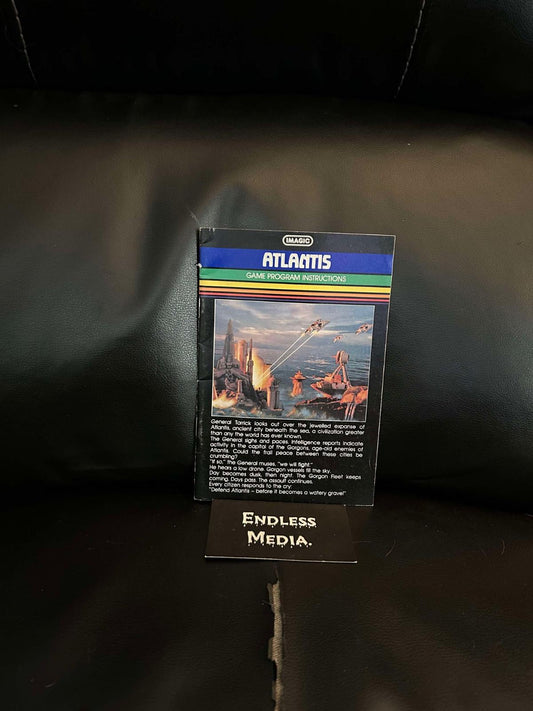 IMAGIC
ATLANTIS
GAME PROGRAM INSTRUCTIONS
General Tarrick looks out over the jewelled expanse of
Atlantis, ancient city beneath the sea, a civilization greater
than any the world has ever known.
The General sighs and paces. Intelligence reports indicate
activity in the capital of the Gorgons, age-old enemies of
Atlantis. Could the frail peace between these cities be
crumbling?
"If so," the General muses, "we will fight."
He hears a low drone. Gorgon vessels fill the sky.
Day becomes dusk, then night. The Gorgon Fleet keeps
coming. Days pass. The assault continues.
Every citizen responds to the cry:
"Defend Atlantis – before it becomes a watery grave!"
ENDLESS
MEDIA.